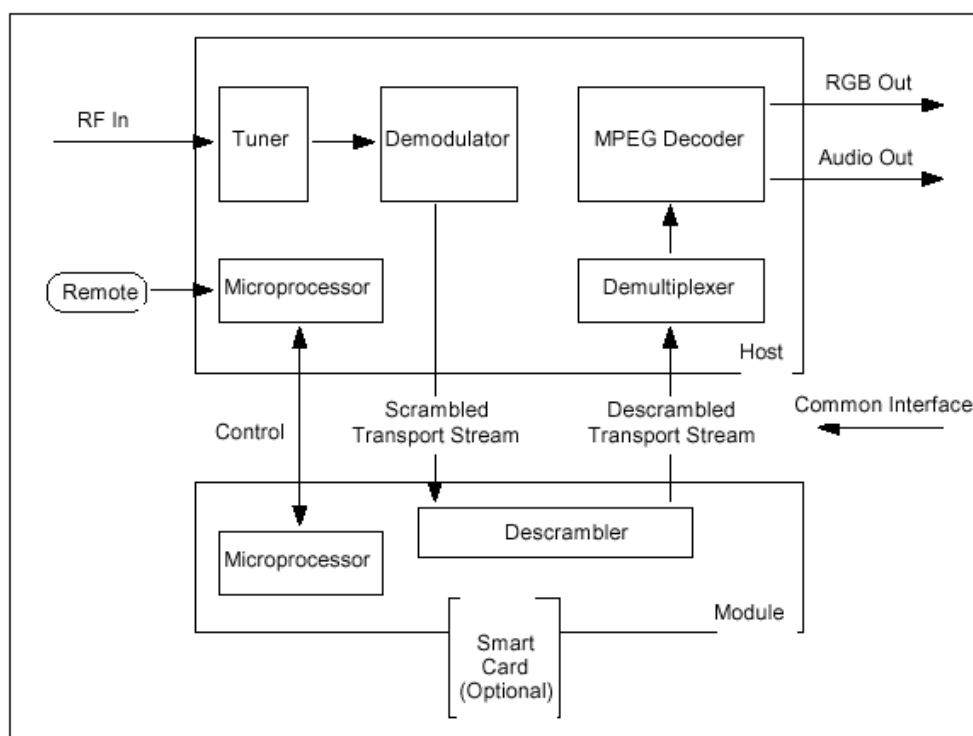 RF In
Tuner
Demodulator
MPEG Decoder
RGB Out
Audio Out
Remote
Microprocessor
Demultiplexer
Host
Control
Scrambled
Transport Stream
Descrambled
Transport Stream
Common Interface
Microprocessor
Descrambler
Module
Smart
Card
(Optional)